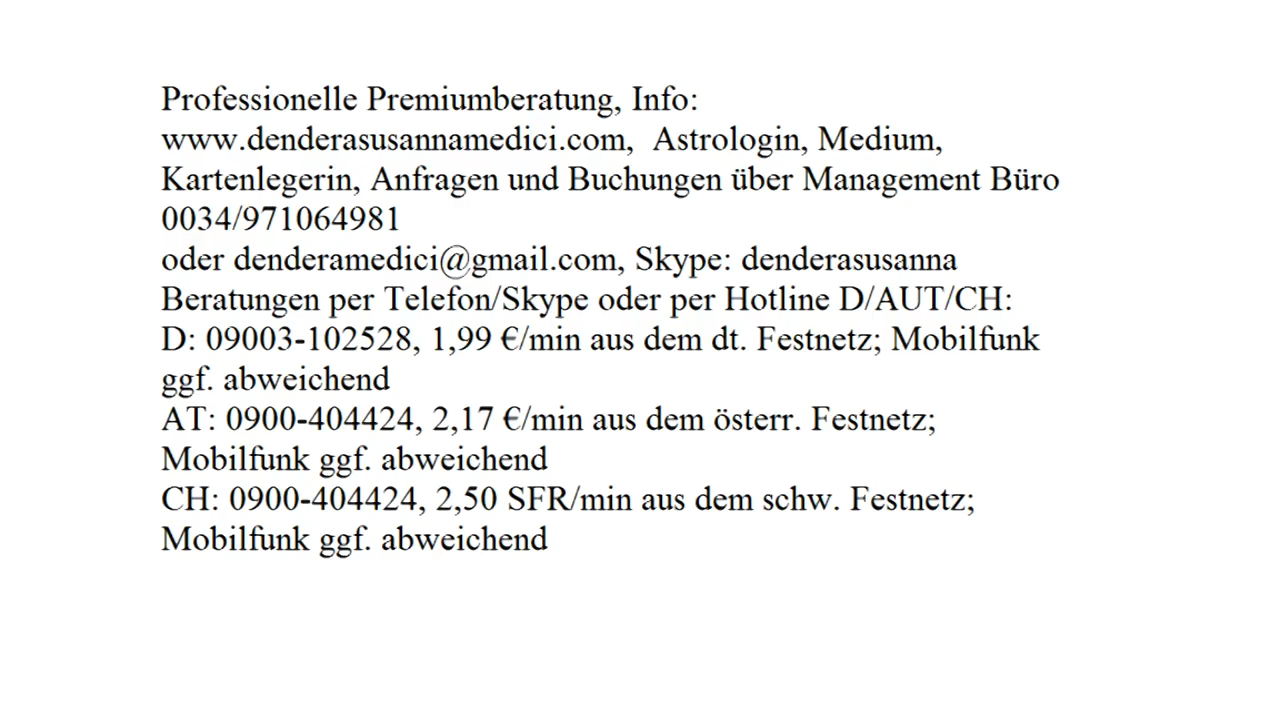 Professionelle Premiumberatung, Info:
www.denderasusannamedici.com,  Astrologin, Medium,
Kartenlegerin, Anfragen und Buchungen über Management Büro
0034/971064981
oder denderamedici@gmail.com, Skype: denderasusanna
Beratungen per Telefon/Skype oder per Hotline D/AUT/CH:
D: 09003-102528, 1,99 €/min aus dem dt. Festnetz; Mobilfunk
ggf. abweichend
AT: 0900-404424, 2,17 €/min aus dem österr. Festnetz;
Mobilfunk ggf. abweichend
CH: 0900-404424, 2,50 SFR/min aus dem schw. Festnetz;
Mobilfunk ggf. abweichend